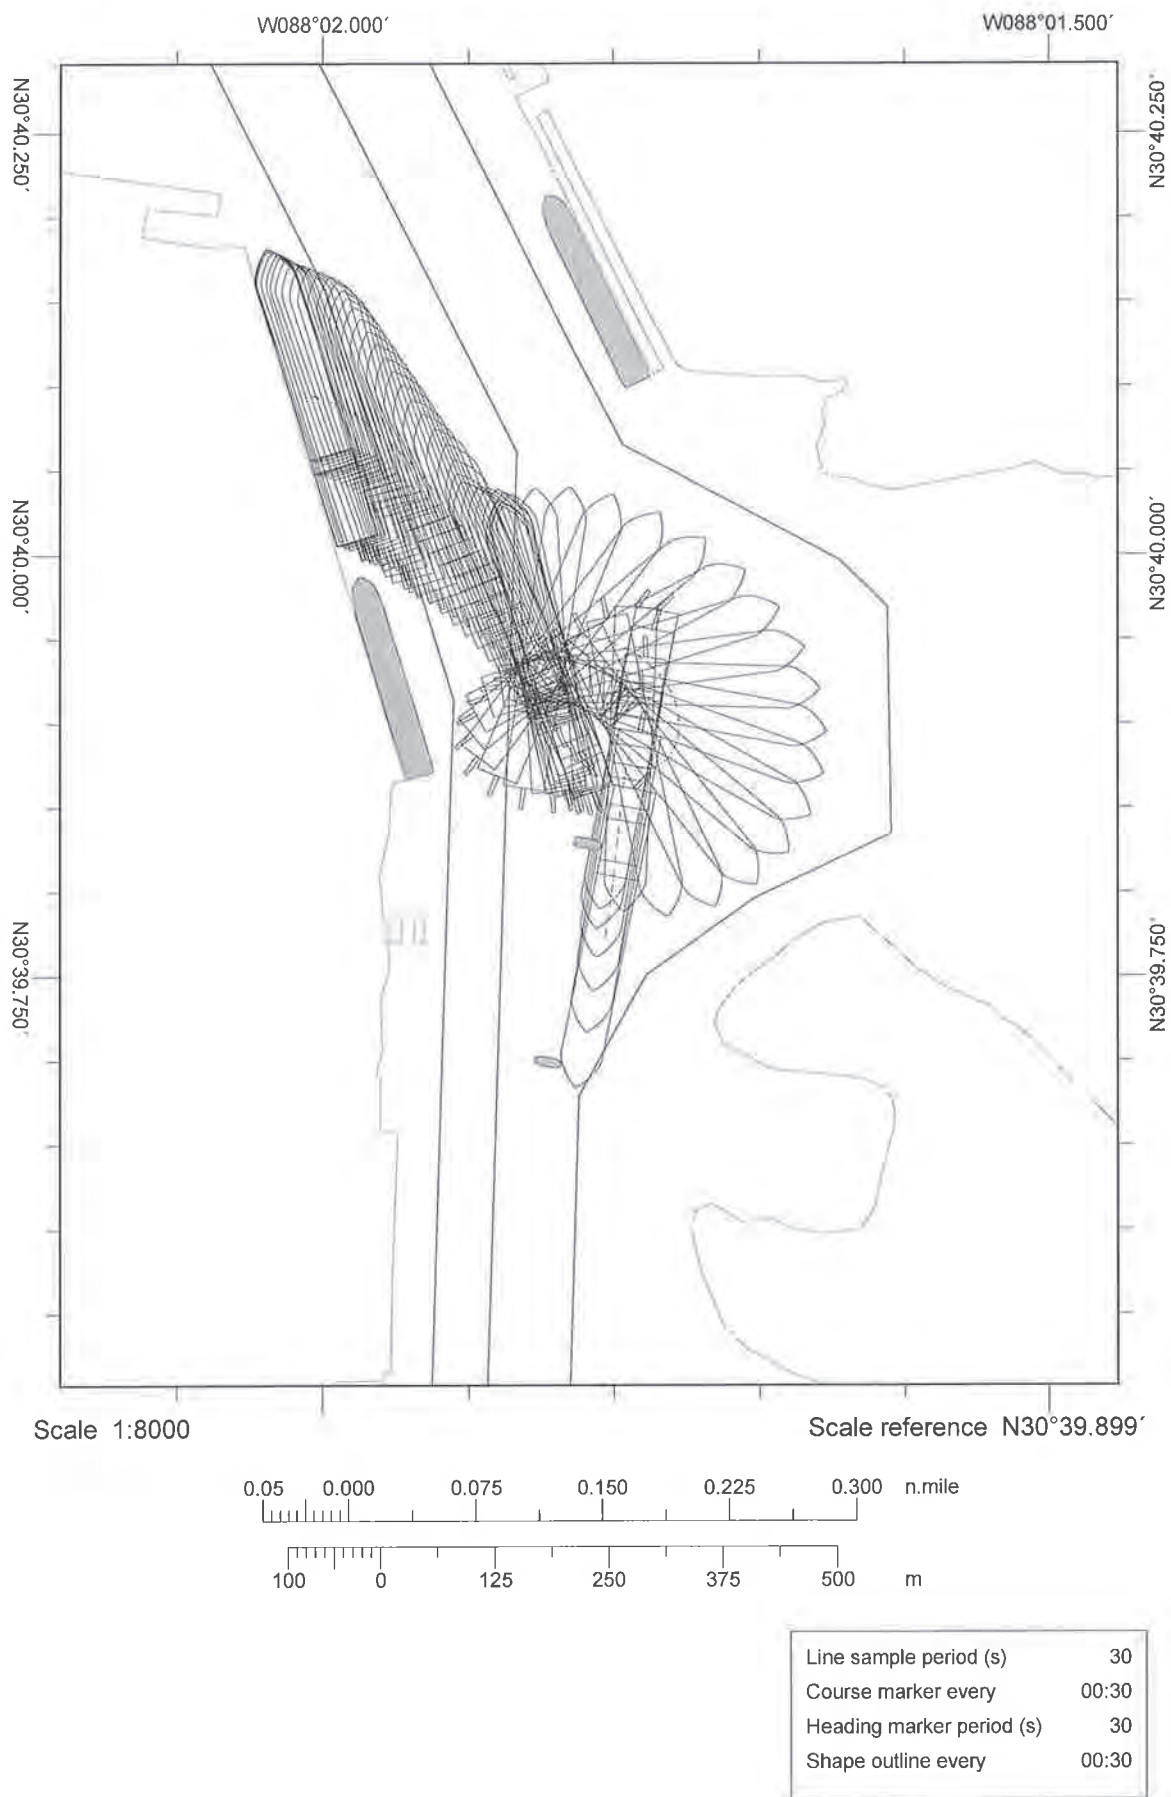 W088°02.000´ W088°01.500´
N30°40.250´ N30°40.250´
N30°40.000´ N30°40.000´
N30°39.750´ N30°39.750´
Scale 1:8000 Scale reference N30°39.899´
0.05 0.000 0.075 0.150 0.225 0.300 n.mile
100 0 125 250 375 500 m
Line sample period (s) 30
Course marker every 00:30
Heading marker period (s) 30
Shape outline every 00:30